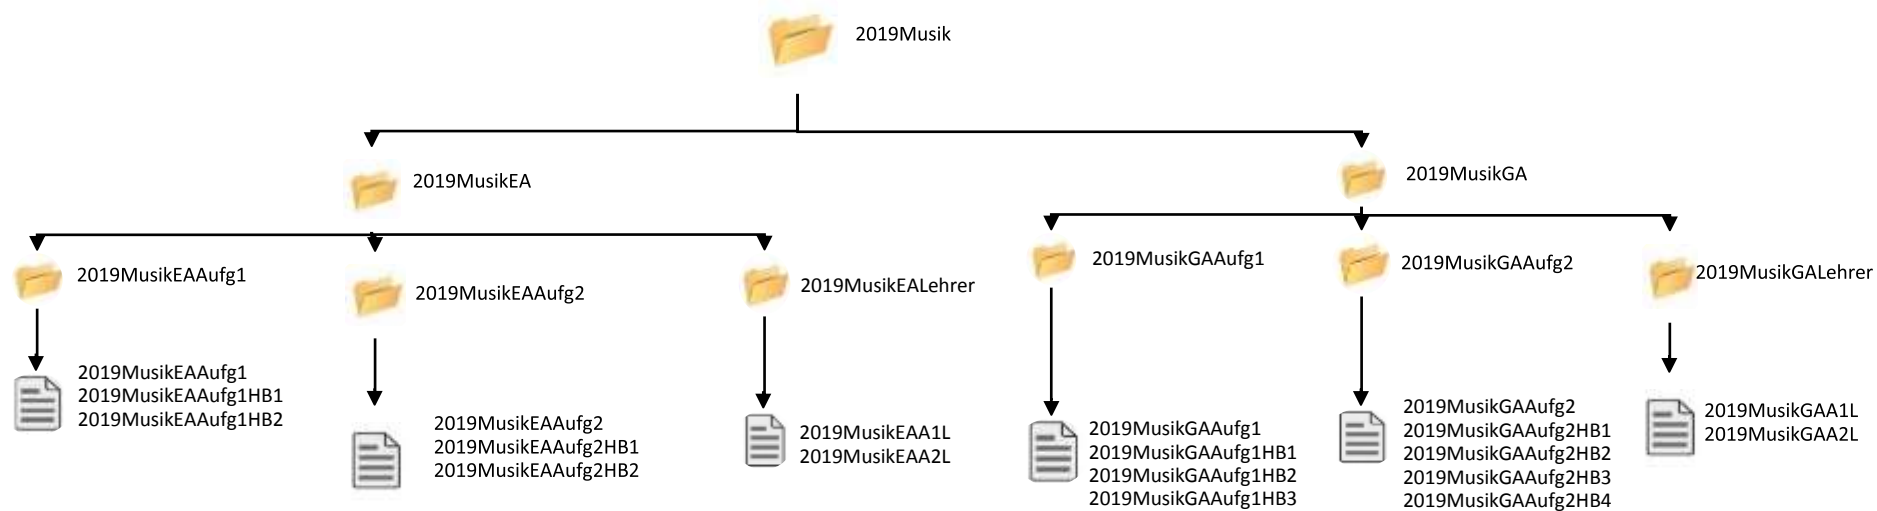 2019Musik
2019MusikEA
2019MusikGA
2019MusikEAAufg1
2019MusikEAAufg2
2019MusikEALehrer
2019MusikGAAufg1
2019MusikGAAufg2
2019MusikGALehrer
2019MusikEAAufg1
2019MusikEAAufg1HB1
2019MusikEAAufg1HB2
2019MusikEAAufg2
2019MusikEAAufg2HB1
2019MusikEAAufg2HB2
2019MusikEAA1L
2019MusikEAA2L
2019MusikGAAufg1
2019MusikGAAufg1HB1
2019MusikGAAufg1HB2
2019MusikGAAufg1HB3
2019MusikGAAufg2
2019MusikGAAufg2HB1
2019MusikGAAufg2HB2
2019MusikGAAufg2HB3
2019MusikGAAufg2HB4
2019MusikGAA1L
2019MusikGAA2L